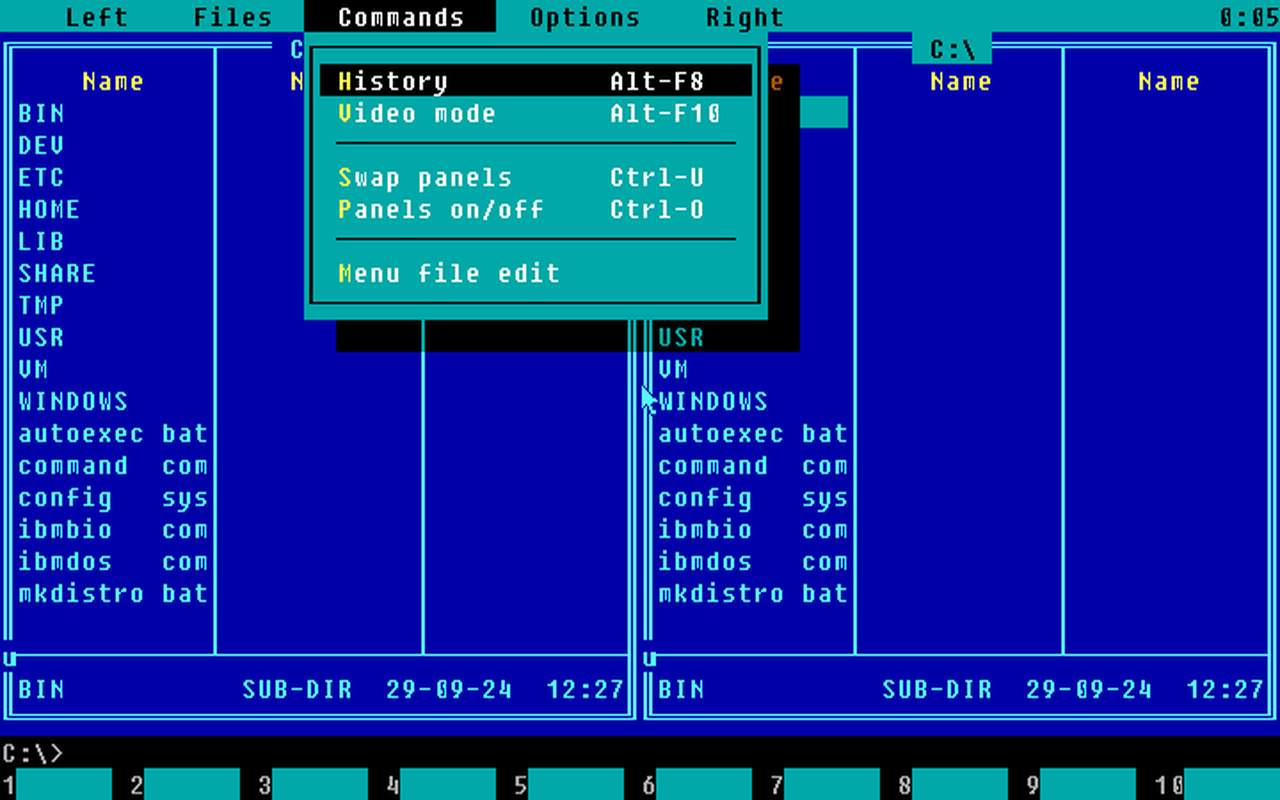 Left Files Commands Options Right 0:05
C C:\
Name N e Name Name
History Alt-F8
Video mode Alt-F10
Swap panels Ctrl-U
Panels on/off Ctrl-O
Menu file edit
BIN
DEV
ETC
HOME
LIB
SHARE
TMP
USR USR
VM VM
WINDOWS WINDOWS
autoexec bat autoexec bat
command com command com
config sys config sys
ibmbio com ibmbio com
ibmdos com ibmdos com
mkdistro bat mkdistro bat
u u
BIN SUB-DIR 29-09-24 12:27 BIN SUB-DIR 29-09-24 12:27
C:\>
1 2 3 4 5 6 7 8 9 10